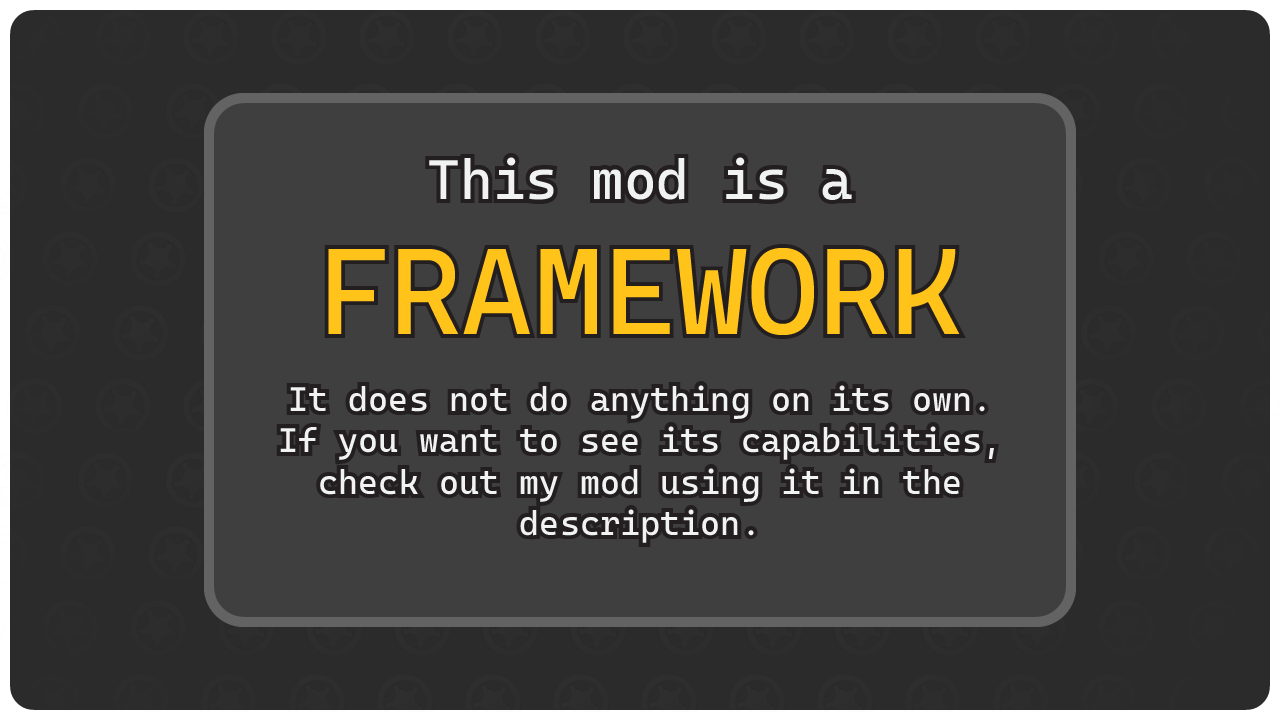 This mod is a
FRAMEWORK
It does not do anything on its own.
If you want to see its capabilities,
check out my mod using it in the
description.